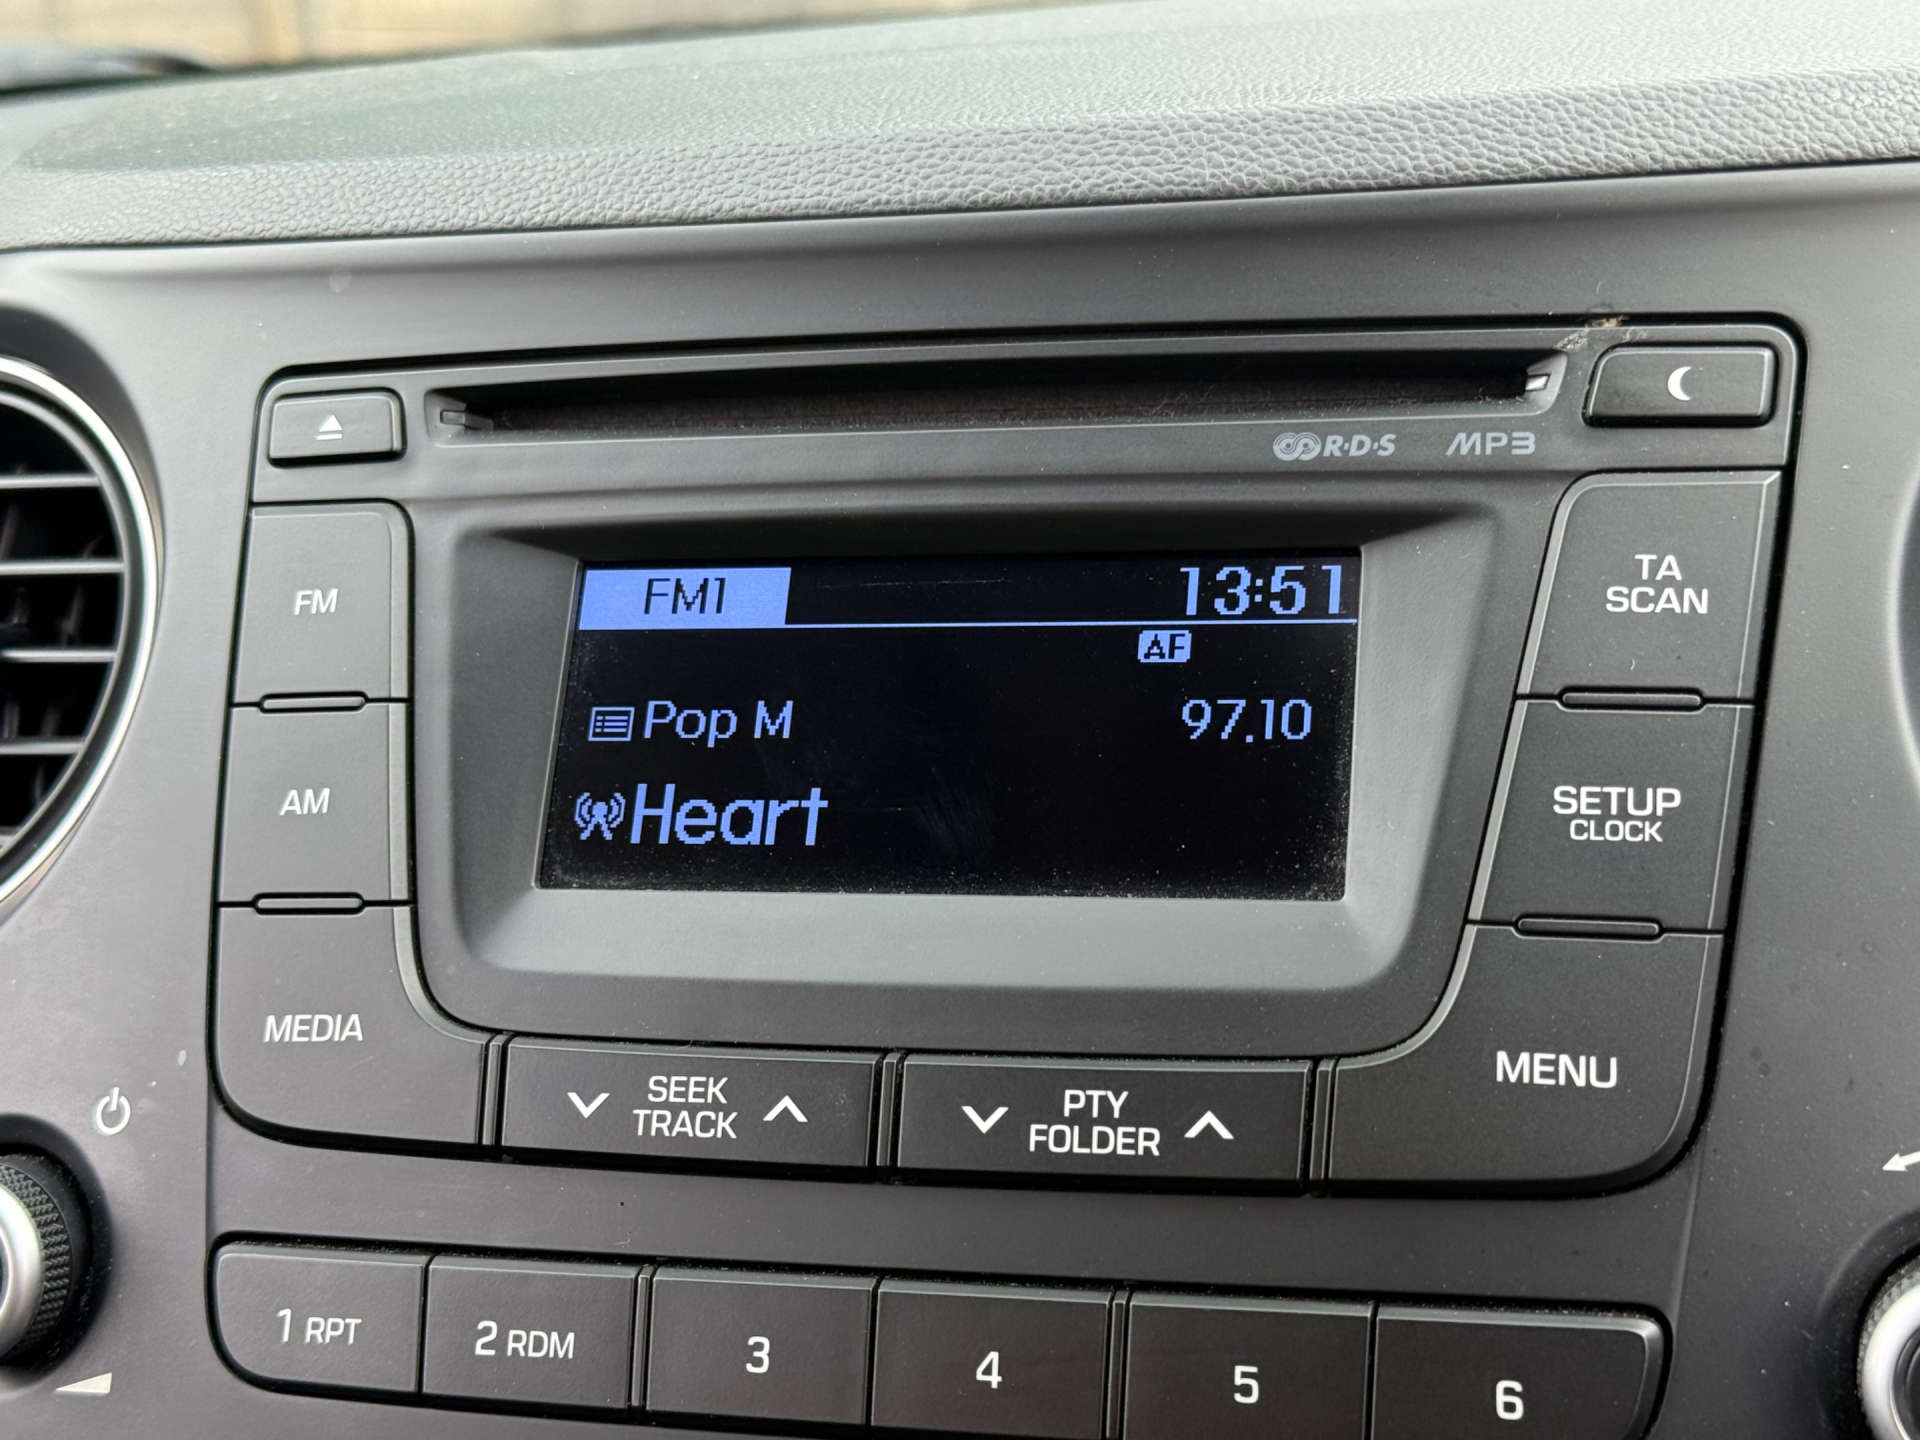 R·D·S MP3
FM
AM
MEDIA
FM1 13:51
AF
Pop M 97.10
Heart
TA
SCAN
SETUP
CLOCK
MENU
SEEK
TRACK
PTY
FOLDER
1 RPT
2 RDM
3
4
5
6